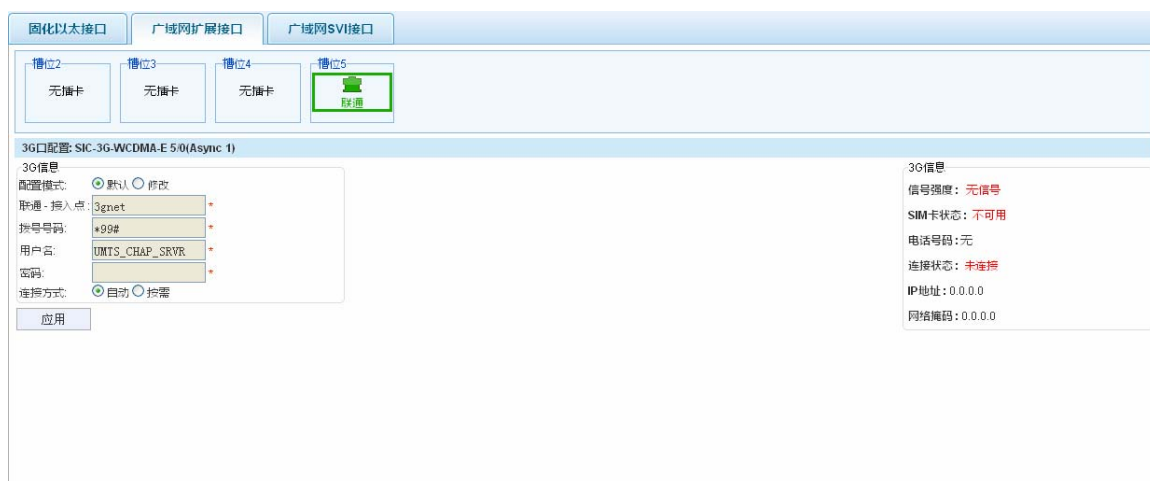 固化以太接口 广域网扩展接口 广域网SVI接口
槽位2 槽位3 槽位4 槽位5
无插卡 无插卡 无插卡 联通
3G口配置: SIC-3G-WCDMA-E 5/0(Async 1)
3G信息
配置模式: 默认 修改
联通 - 接入点: 3gnet *
拨号号码: *99# *
用户名: UMTS_CHAP_SRVR *
密码: *
连接方式: 自动 按需
应用
3G信息
信号强度: 无信号
SIM卡状态: 不可用
电话号码:无
连接状态: 未连接
IP地址: 0.0.0.0
网络掩码: 0.0.0.0